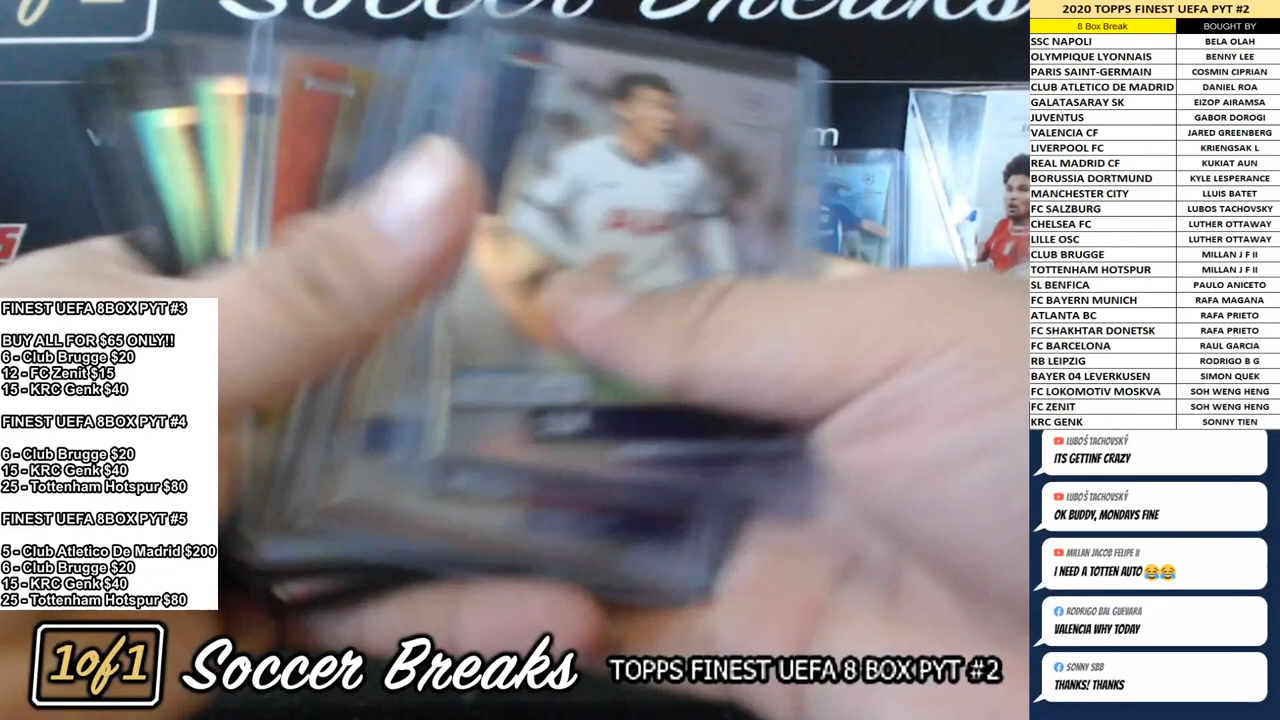 Soccer Breaks
2020 TOPPS FINEST UEFA PYT #2
8 Box Break BOUGHT BY
SSC NAPOLI BELA OLAH
OLYMPIQUE LYONNAIS BENNY LEE
PARIS SAINT-GERMAIN COSMIN CIPRIAN
CLUB ATLETICO DE MADRID DANIEL ROA
GALATASARAY SK EIZOP AIRAMSA
JUVENTUS GABOR DOROGI
VALENCIA CF JARED GREENBERG
LIVERPOOL FC KRIENGSAK L
REAL MADRID CF KUKIAT AUN
BORUSSIA DORTMUND KYLE LESPERANCE
MANCHESTER CITY LLUIS BATET
FC SALZBURG LUBOS TACHOVSKY
CHELSEA FC LUTHER OTTAWAY
LILLE OSC LUTHER OTTAWAY
CLUB BRUGGE MILLAN J F II
TOTTENHAM HOTSPUR MILLAN J F II
SL BENFICA PAULO ANICETO
FC BAYERN MUNICH RAFA MAGANA
ATLANTA BC RAFA PRIETO
FC SHAKHTAR DONETSK RAFA PRIETO
FC BARCELONA RAUL GARCIA
RB LEIPZIG RODRIGO B G
BAYER 04 LEVERKUSEN SIMON QUEK
FC LOKOMOTIV MOSKVA SOH WENG HENG
FC ZENIT SOH WENG HENG
KRC GENK SONNY TIEN
FINEST UEFA 8BOX PYT #3
BUY ALL FOR $65 ONLY!!
6 - Club Brugge $20
12 - FC Zenit $15
15 - KRC Genk $40
FINEST UEFA 8BOX PYT #4
6 - Club Brugge $20
15 - KRC Genk $40
25 - Tottenham Hotspur $80
FINEST UEFA 8BOX PYT #5
5 - Club Atletico De Madrid $200
6 - Club Brugge $20
15 - KRC Genk $40
25 - Tottenham Hotspur $80
LUBOŠ TACHOVSKÝ
ITS GETTINF CRAZY
LUBOŠ TACHOVSKÝ
OK BUDDY, MONDAYS FINE
MILLAN JACOB FELIPE II
I NEED A TOTTEN AUTO 😂😂
RODRIGO BAL GUEVARA
VALENCIA WHY TODAY
SONNY SBB
THANKS! THANKS
1of1 Soccer Breaks TOPPS FINEST UEFA 8 BOX PYT #2